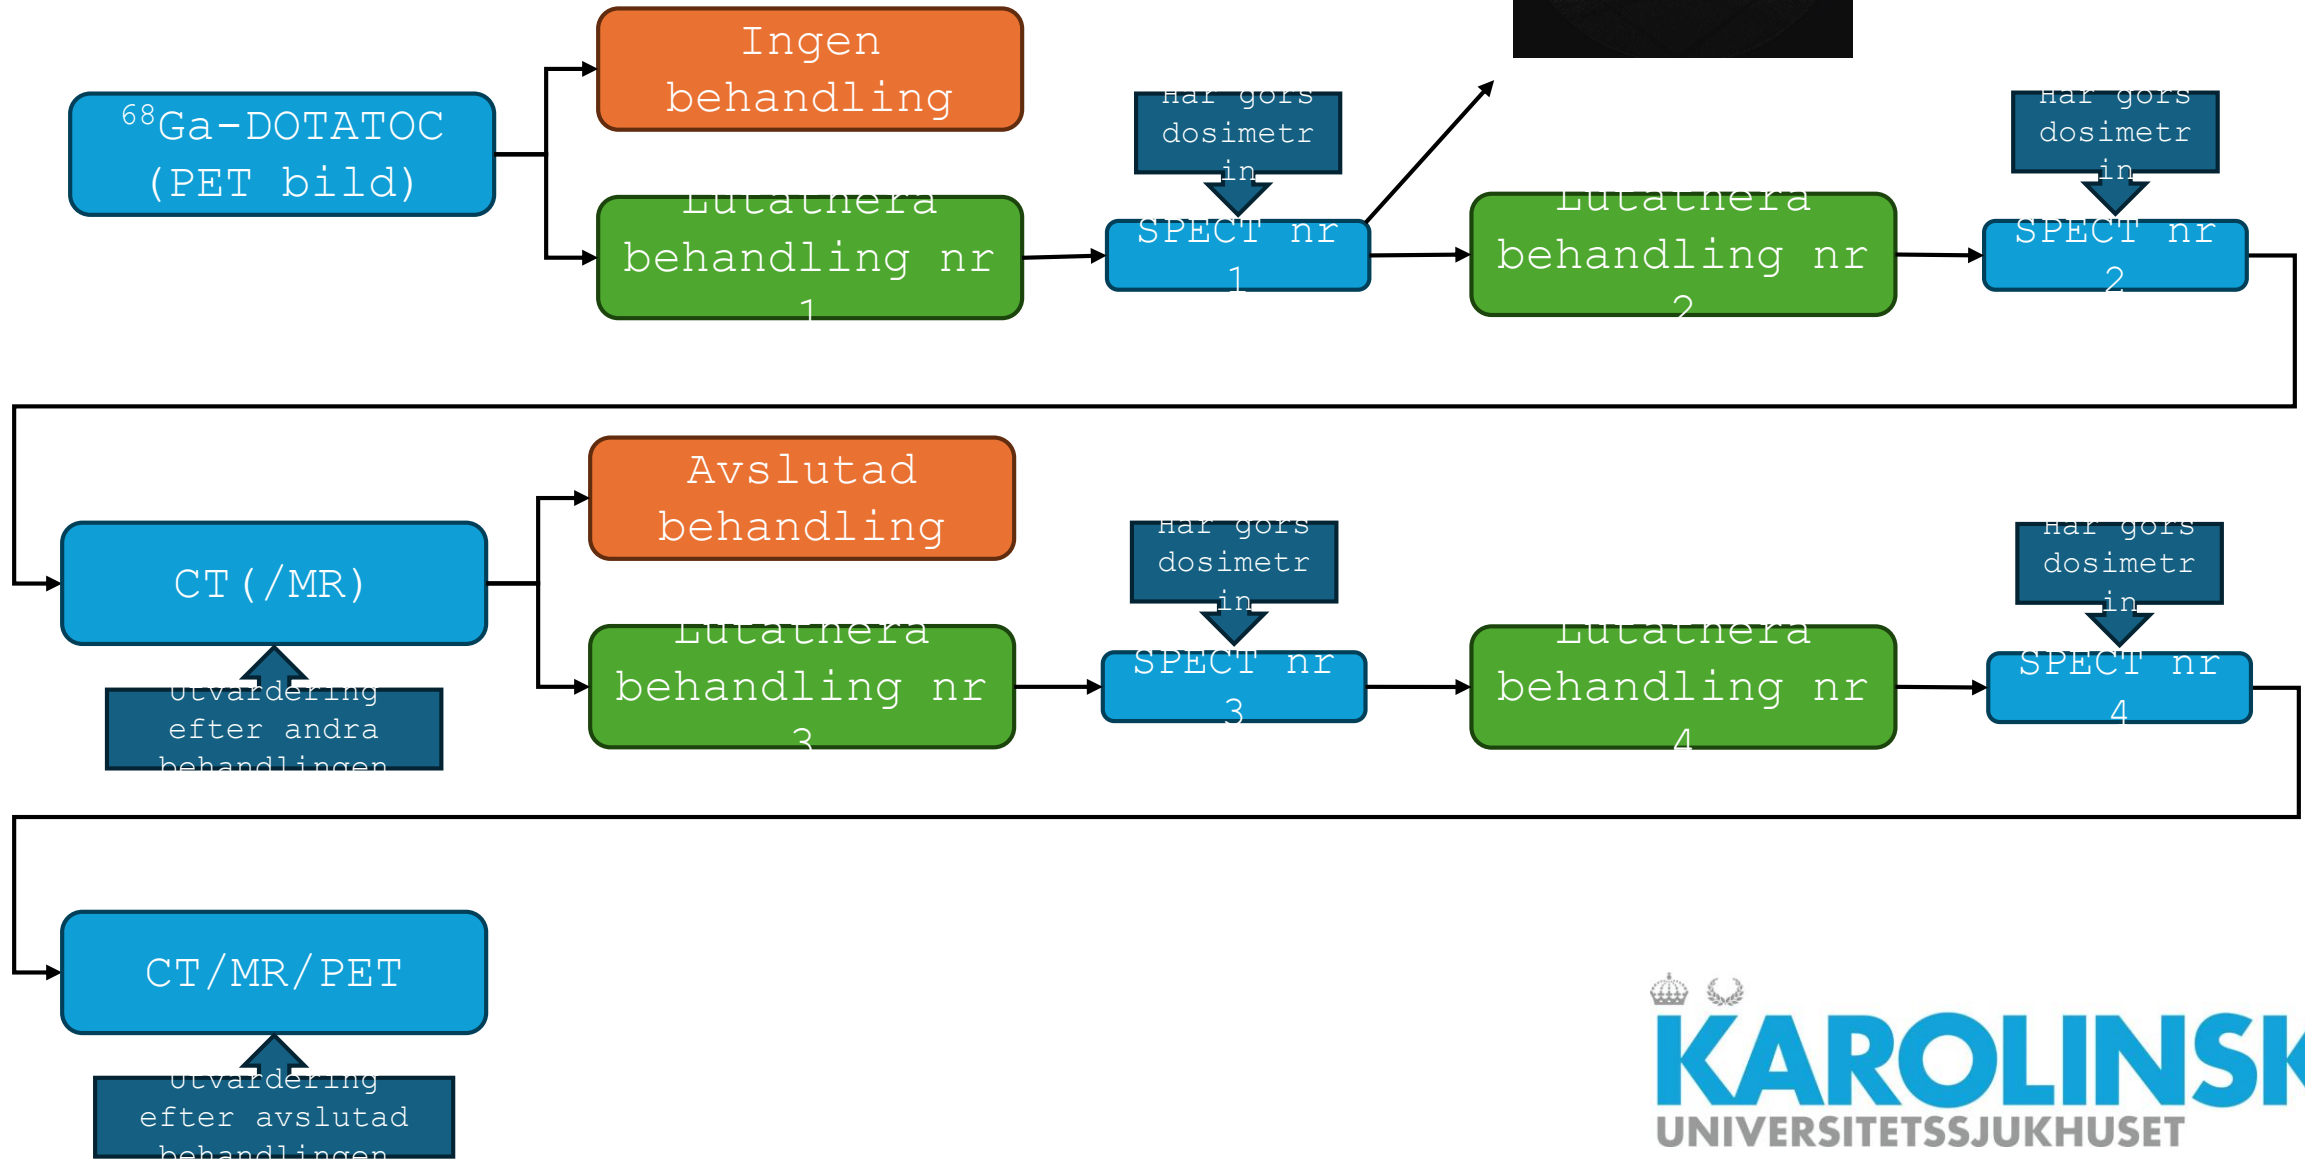 Ingen
behandling
68Ga-DOTATOC
(PET bild)
Lutathera
behandling nr
1
Här görs
dosimetr
in
SPECT nr
1
Lutathera
behandling nr
2
Här görs
dosimetr
in
SPECT nr
2
CT(/MR)
Utvärdering
efter andra
behandlingen
Avslutad
behandling
Lutathera
behandling nr
3
Här görs
dosimetr
in
SPECT nr
3
Lutathera
behandling nr
4
Här görs
dosimetr
in
SPECT nr
4
CT/MR/PET
Utvärdering
efter avslutad
behandlingen
KAROLINSK
UNIVERSITETSSJUKHUSET